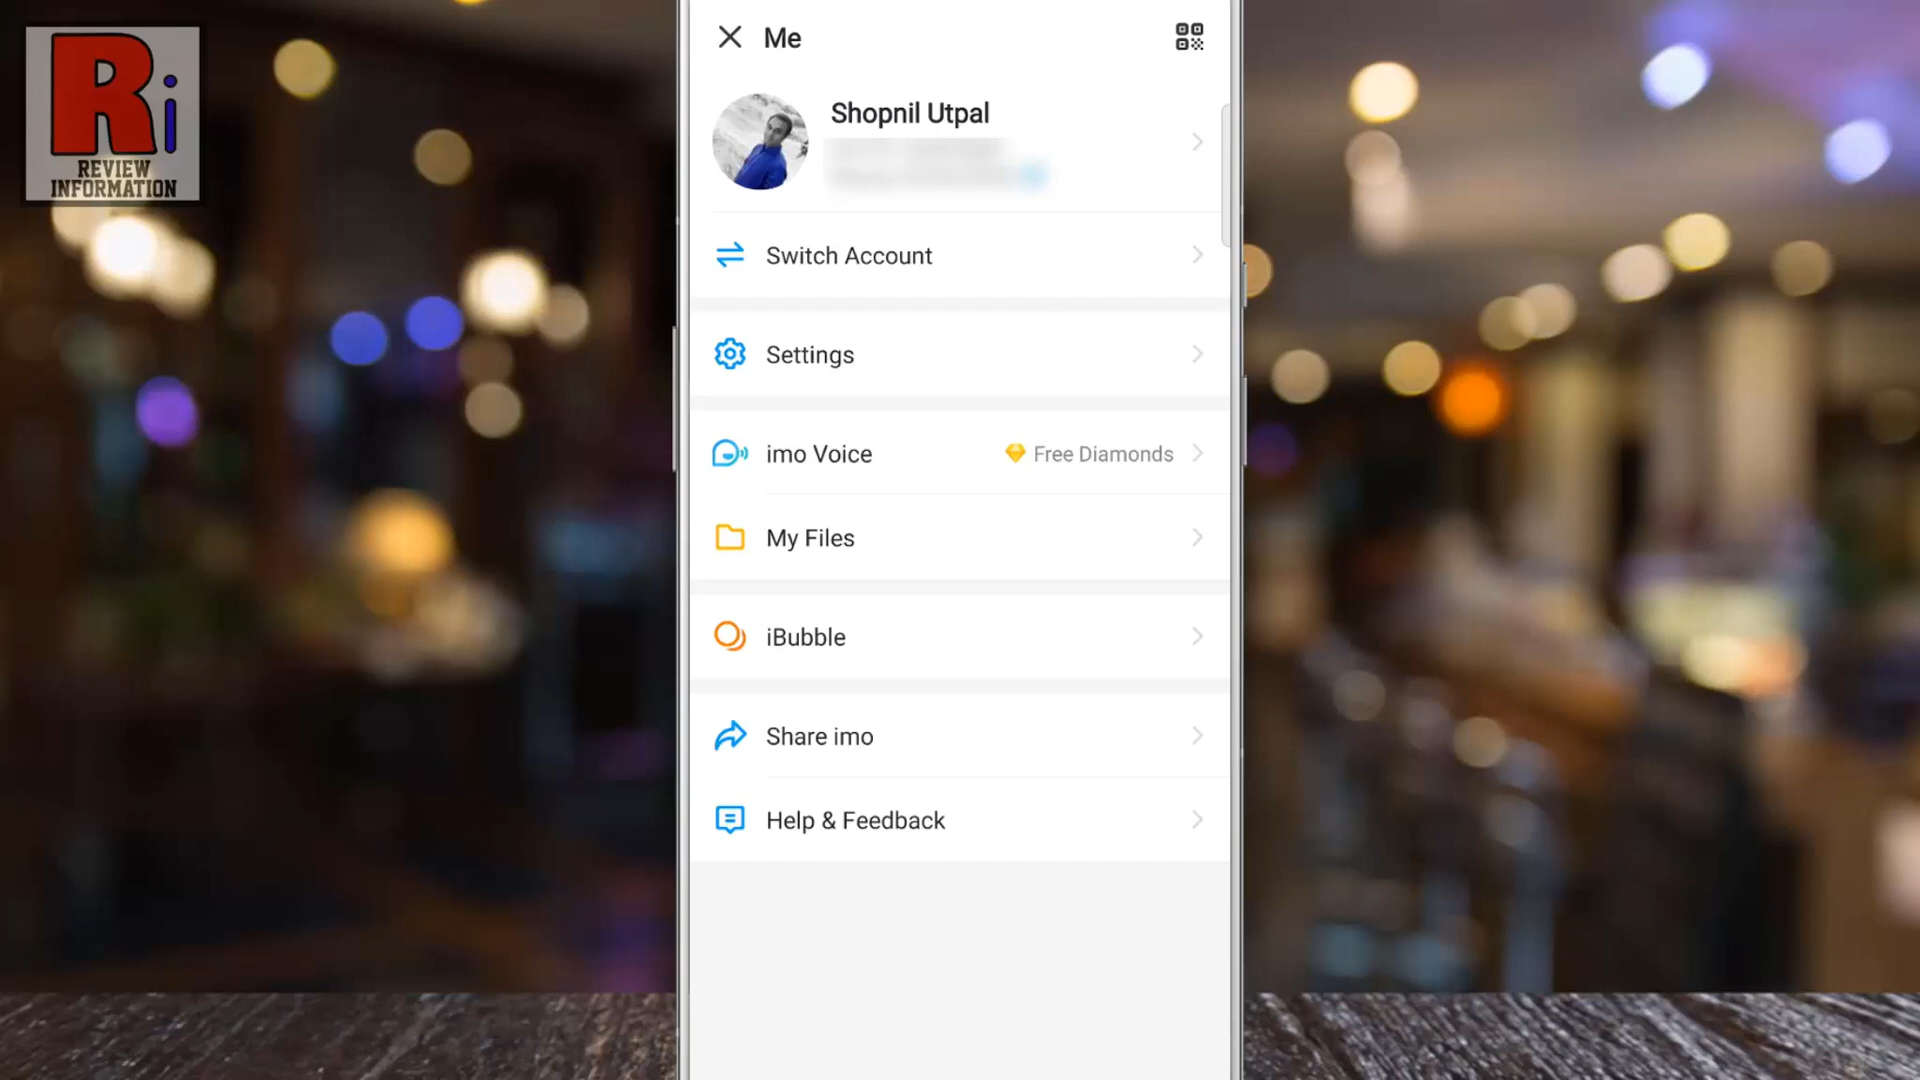 Ri
REVIEW
INFORMATION
Me
Shopnil Utpal
Switch Account
Settings
imo Voice
Free Diamonds
My Files
iBubble
Share imo
Help & Feedback